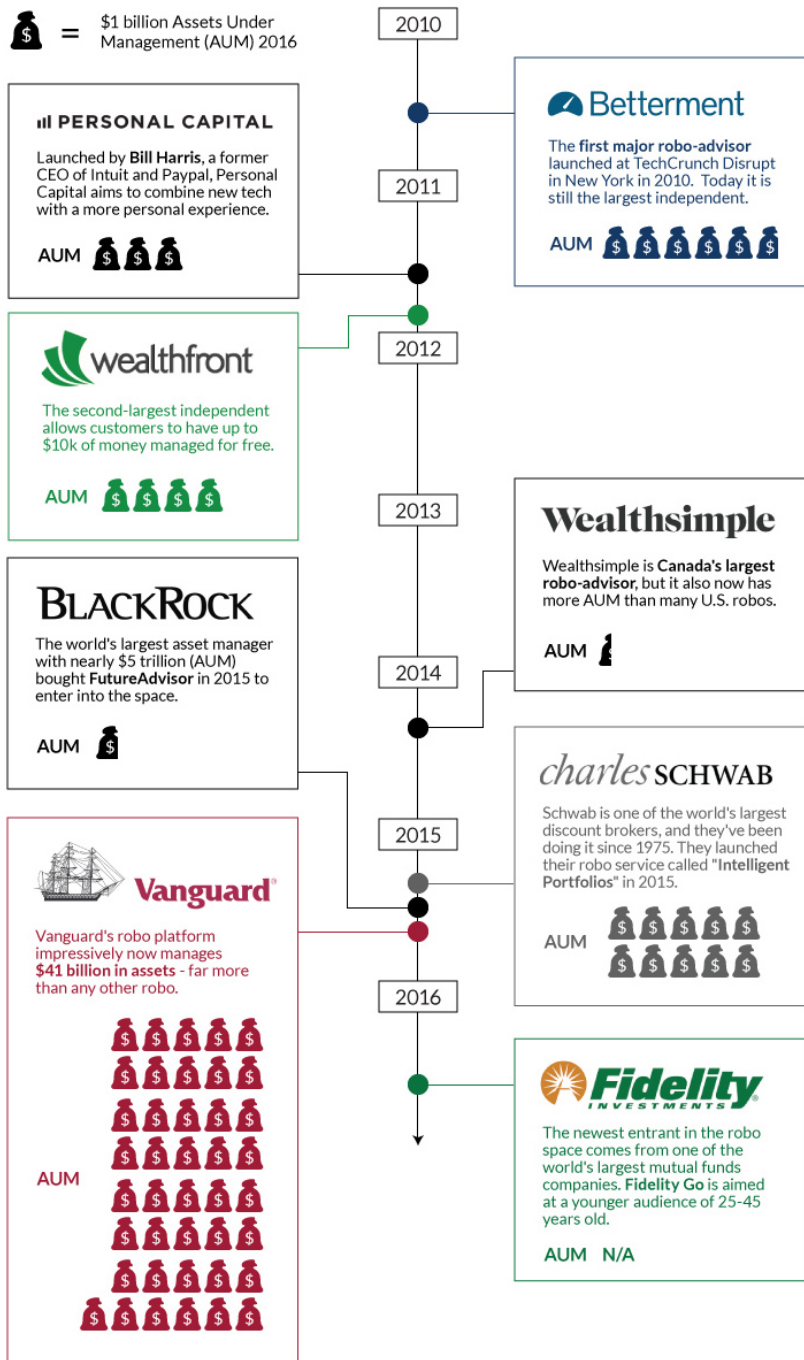 $ = $1 billion Assets Under
Management (AUM) 2016
2010
Betterment
The first major robo-advisor
launched at TechCrunch Disrupt
in New York in 2010. Today it is
still the largest independent.
AUM $ $ $ $ $ $
PERSONAL CAPITAL
Launched by Bill Harris, a former
CEO of Intuit and Paypal, Personal
Capital aims to combine new tech
with a more personal experience.
AUM $ $ $
2011
wealthfront
The second-largest independent
allows customers to have up to
$10k of money managed for free.
AUM $ $ $ $
2012
2013
Wealthsimple
Wealthsimple is Canada's largest
robo-advisor, but it also now has
more AUM than many U.S. robos.
AUM $
BLACKROCK
The world's largest asset manager
with nearly $5 trillion (AUM)
bought FutureAdvisor in 2015 to
enter into the space.
AUM $
2014
charles SCHWAB
Schwab is one of the world's largest
discount brokers, and they've been
doing it since 1975. They launched
their robo service called "Intelligent
Portfolios" in 2015.
AUM
$ $ $ $ $
$ $ $ $ $
2015
Vanguard®
Vanguard's robo platform
impressively now manages
$41 billion in assets - far more
than any other robo.
AUM
$ $ $ $ $
$ $ $ $ $
$ $ $ $ $
$ $ $ $ $
$ $ $ $ $
$ $ $ $ $
$ $ $ $ $
$ $ $ $ $ $
2016
Fidelity®
INVESTMENTS
The newest entrant in the robo
space comes from one of the
world's largest mutual funds
companies. Fidelity Go is aimed
at a younger audience of 25-45
years old.
AUM N/A